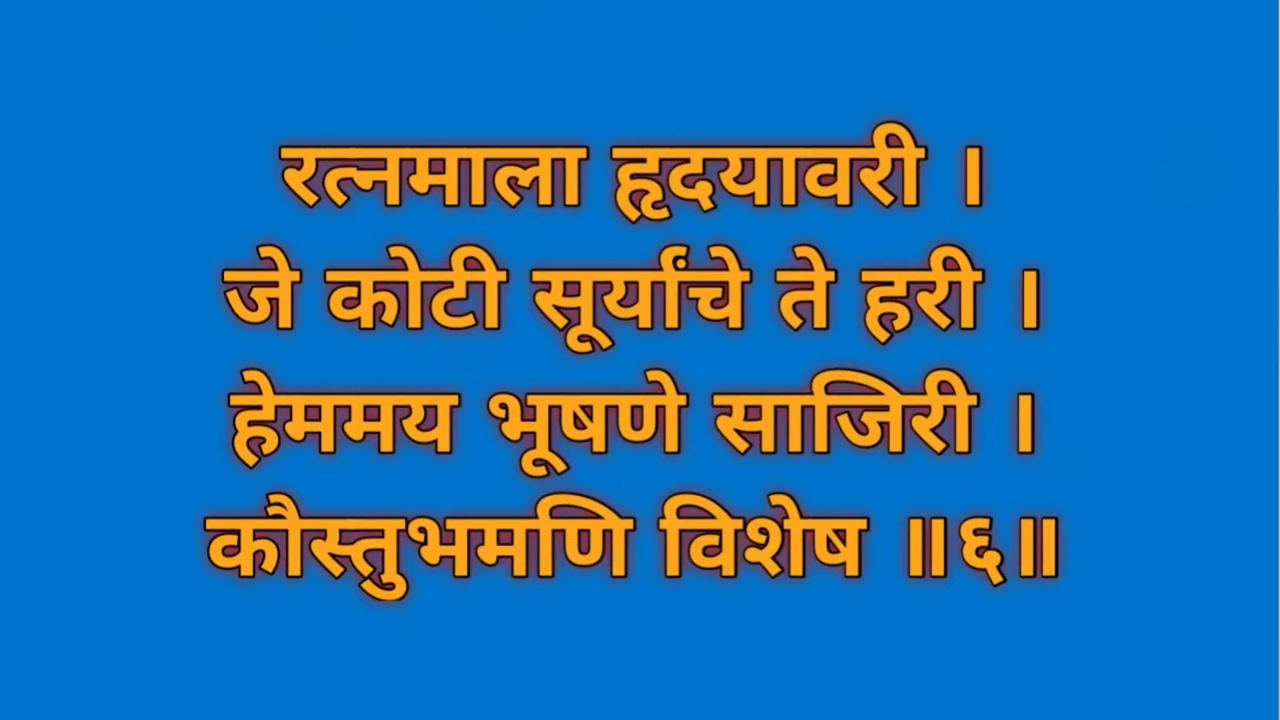 रत्नमाला हृदयावरी ।
जे कोटी सूर्यांचे ते हरी ।
हेममय भूषणे साजिरी ।
कौस्तुभमणि विशेष ॥६॥